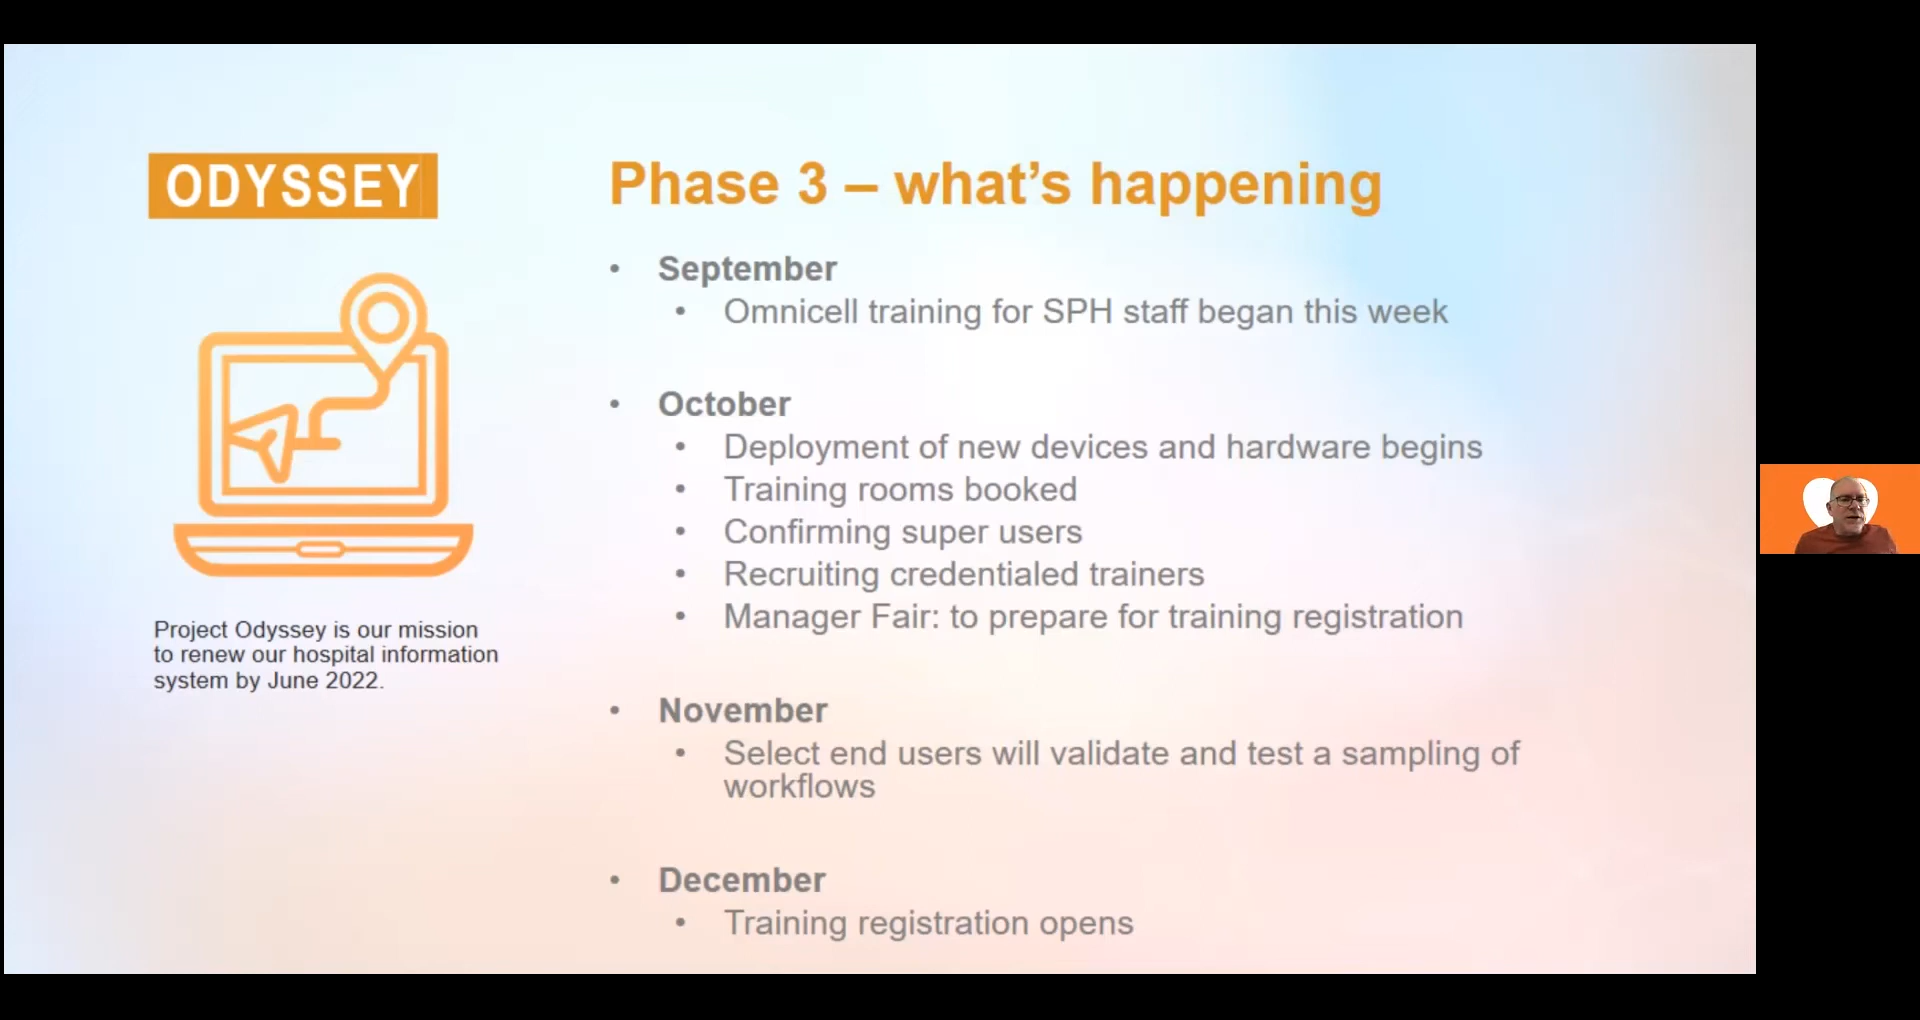 ODYSSEY
Project Odyssey is our mission
to renew our hospital information
system by June 2022.
Phase 3 – what’s happening
• September
• Omnicell training for SPH staff began this week
• October
• Deployment of new devices and hardware begins
• Training rooms booked
• Confirming super users
• Recruiting credentialed trainers
• Manager Fair: to prepare for training registration
• November
• Select end users will validate and test a sampling of
workflows
• December
• Training registration opens